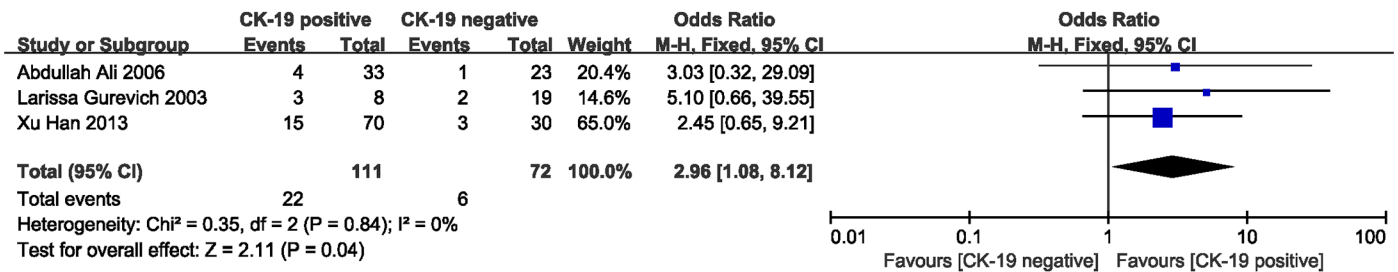 CK-19 positive CK-19 negative Odds Ratio Odds Ratio
Study or Subgroup Events Total Events Total Weight M-H, Fixed, 95% CI M-H, Fixed, 95% CI
Abdullah Ali 2006 4 33 1 23 20.4% 3.03 [0.32, 29.09]
Larissa Gurevich 2003 3 8 2 19 14.6% 5.10 [0.66, 39.55]
Xu Han 2013 15 70 3 30 65.0% 2.45 [0.65, 9.21]
Total (95% CI) 111 72 100.0% 2.96 [1.08, 8.12]
Total events 22 6
Heterogeneity: Chi² = 0.35, df = 2 (P = 0.84); I² = 0%
Test for overall effect: Z = 2.11 (P = 0.04)
0.01 0.1 1 10 100
Favours [CK-19 negative] Favours [CK-19 positive]